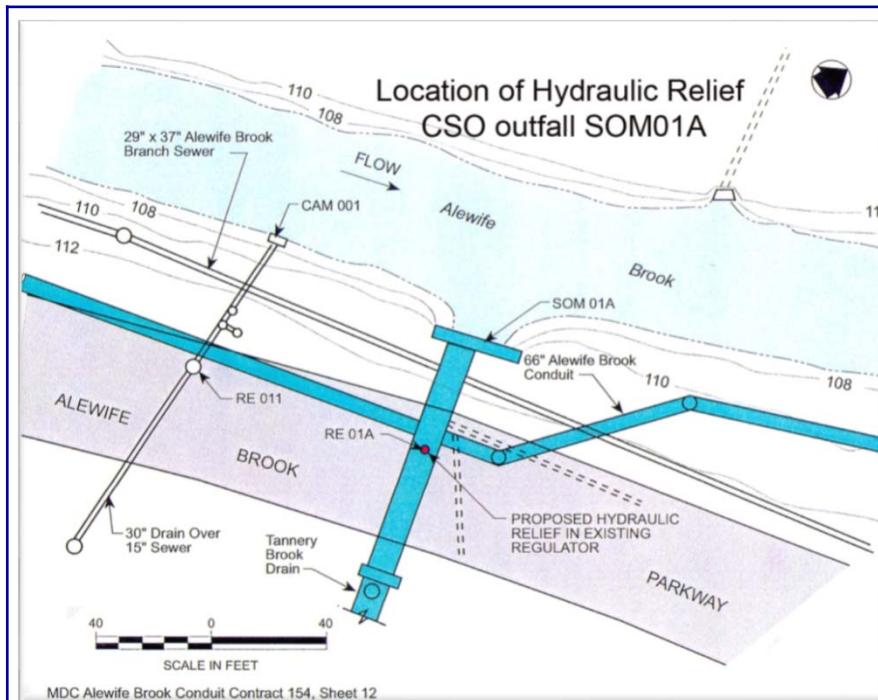 Location of Hydraulic Relief
CSO outfall SOM01A
110
108
29" x 37" Alewife Brook
Branch Sewer
FLOW
Alewife
Brook
CAM 001
110
108
112
SOM 01A
66" Alewife Brook
Conduit
110
108
ALEWIFE
RE 011
RE 01A
BROOK
30" Drain Over
15" Sewer
Tannery
Brook
Drain
PROPOSED HYDRAULIC
RELIEF IN EXISTING
REGULATOR
PARKWAY
40 0 40
SCALE IN FEET
MDC Alewife Brook Conduit Contract 154, Sheet 12